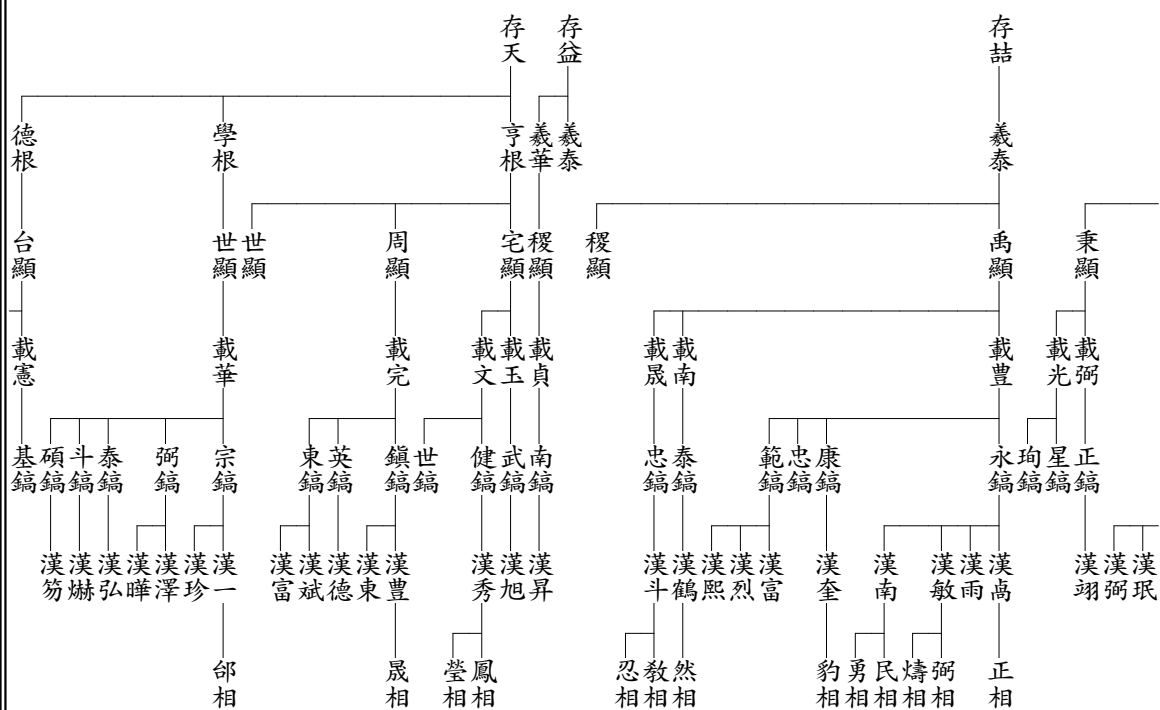 存喆
存益
存天
羲泰
羲泰
羲華
亨根
學根
德根
秉顯
禹顯
稷顯
稷顯
宅顯
周顯
世顯
世顯
台顯
載弼
載光
載豊
載南
載晟
載貞
載玉
載文
載完
載華
載憲
正鎬
星鎬
珣鎬
永鎬
康鎬
忠鎬
範鎬
泰鎬
忠鎬
南鎬
武鎬
健鎬
世鎬
鎭鎬
英鎬
東鎬
宗鎬
弼鎬
泰鎬
斗鎬
碩鎬
基鎬
漢珉
漢弼
漢翊
漢卨
漢雨
漢敏
漢南
漢奎
漢富
漢烈
漢熙
漢鶴
漢斗
漢昇
漢旭
漢秀
漢豊
漢東
漢德
漢斌
漢富
漢一
漢珍
漢澤
漢曄
漢弘
漢爀
漢芴
正相
弼相
燾相
民相
勇相
豹相
然相
敎相
忍相
鳳相
瑩相
晟相
邰相